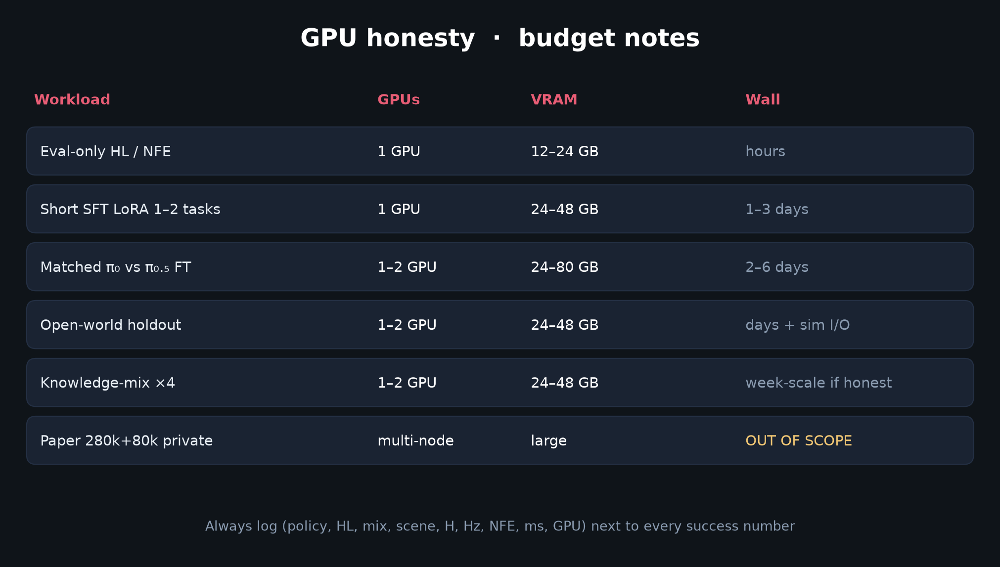 GPU honesty · budget notes
Workload GPUs VRAM Wall
Eval-only HL / NFE 1 GPU 12–24 GB hours
Short SFT LoRA 1–2 tasks 1 GPU 24–48 GB 1–3 days
Matched π₀ vs π₀.₅ FT 1–2 GPU 24–80 GB 2–6 days
Open-world holdout 1–2 GPU 24–48 GB days + sim I/O
Knowledge-mix ×4 1–2 GPU 24–48 GB week-scale if honest
Paper 280k+80k private multi-node large OUT OF SCOPE
Always log (policy, HL, mix, scene, H, Hz, NFE, ms, GPU) next to every success number